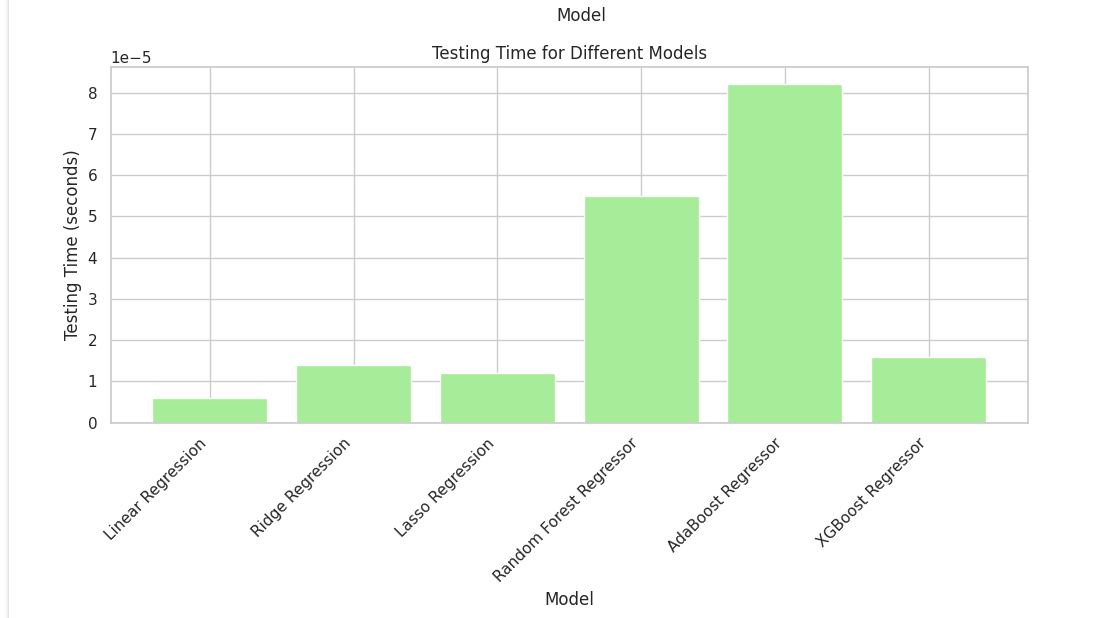 Model
Testing Time for Different Models
1e−5
8
7
6
5
4
3
2
1
0
Testing Time (seconds)
Linear Regression
Ridge Regression
Lasso Regression
Random Forest Regressor
AdaBoost Regressor
XGBoost Regressor
Model